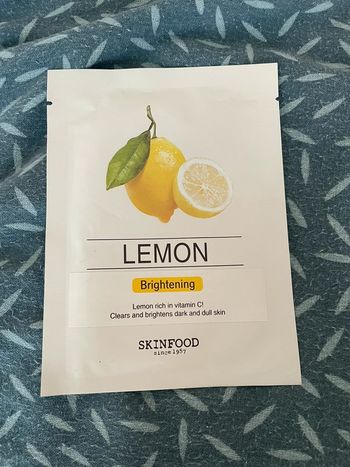 LEMON
Brightening
Lemon rich in vitamin C!
Clears and brightens dark and dull skin
SKINFOOD
since 1957